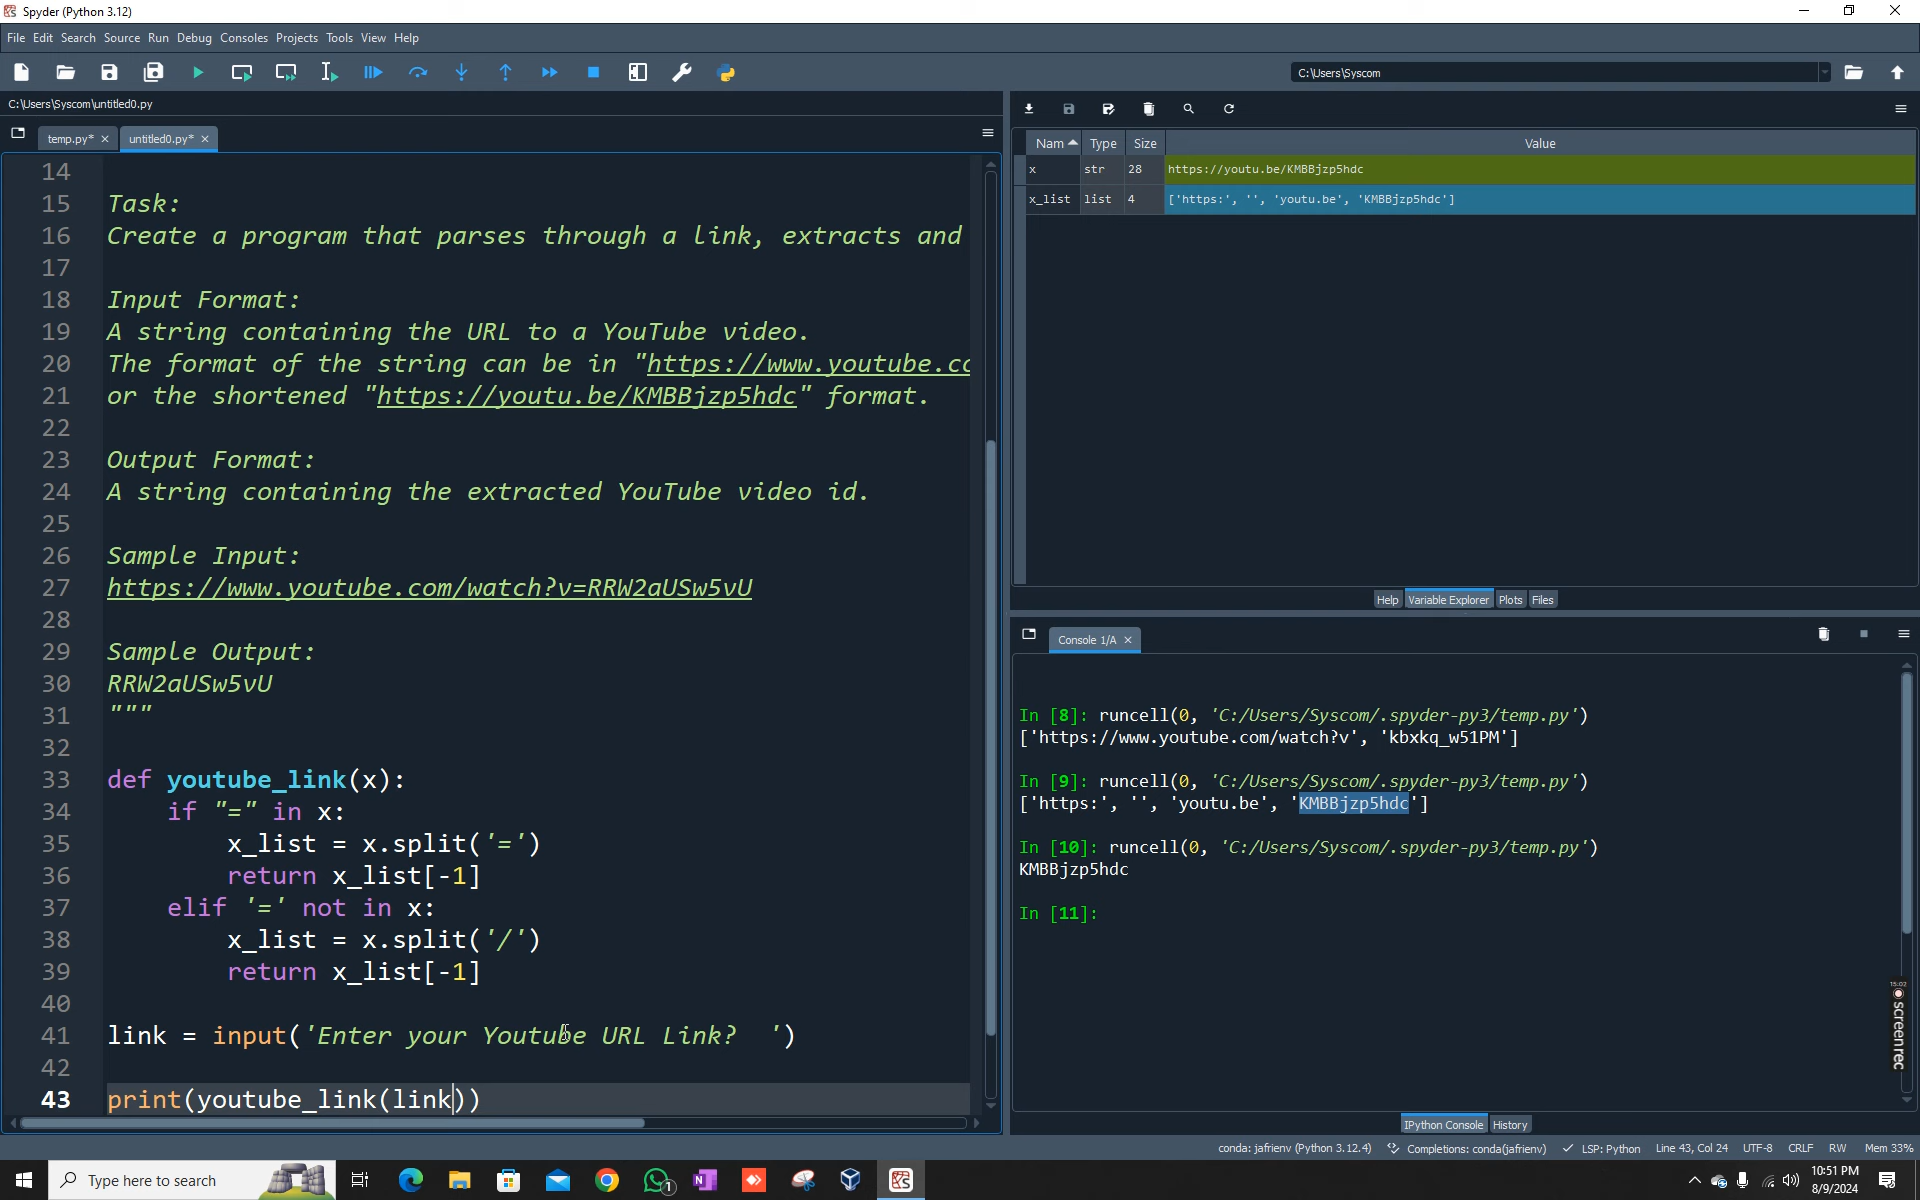 Spyder (Python 3.12)
File Edit Search Source Run Debug Consoles Projects Tools View Help
C:\Users\Syscom
C:\Users\Syscom\untitled0.py
temp.py*
untitled0.py*
14
15 Task:
16 Create a program that parses through a link, extracts and
17
18 Input Format:
19 A string containing the URL to a YouTube video.
20 The format of the string can be in "https://www.youtube.co
21 or the shortened "https://youtu.be/KMBBjzp5hdc" format.
22
23 Output Format:
24 A string containing the extracted YouTube video id.
25
26 Sample Input:
27 https://www.youtube.com/watch?v=RRW2aUSw5vU
28
29 Sample Output:
30 RRW2aUSw5vU
31 """
32
33 def youtube_link(x):
34 if "=" in x:
35 x_list = x.split('=')
36 return x_list[-1]
37 elif '=' not in x:
38 x_list = x.split('/')
39 return x_list[-1]
40
41 link = input('Enter your Youtube URL Link?  ')
42
43 print(youtube_link(link))
Nam Type Size Value
x str 28 https://youtu.be/KMBBjzp5hdc
x_list list 4 ['https:', '', 'youtu.be', 'KMBBjzp5hdc']
Help Variable Explorer Plots Files
Console 1/A
In [8]: runcell(0, 'C:/Users/Syscom/.spyder-py3/temp.py')
['https://www.youtube.com/watch?v', 'kbxkq_w51PM']
In [9]: runcell(0, 'C:/Users/Syscom/.spyder-py3/temp.py')
['https:', '', 'youtu.be', 'KMBBjzp5hdc']
In [10]: runcell(0, 'C:/Users/Syscom/.spyder-py3/temp.py')
KMBBjzp5hdc
In [11]:
15:02
screenrec
IPython Console History
conda: jafrienv (Python 3.12.4) Completions: conda(jafrienv) LSP: Python Line 43, Col 24 UTF-8 CRLF RW Mem 33%
Type here to search
1
10:51 PM
8/9/2024